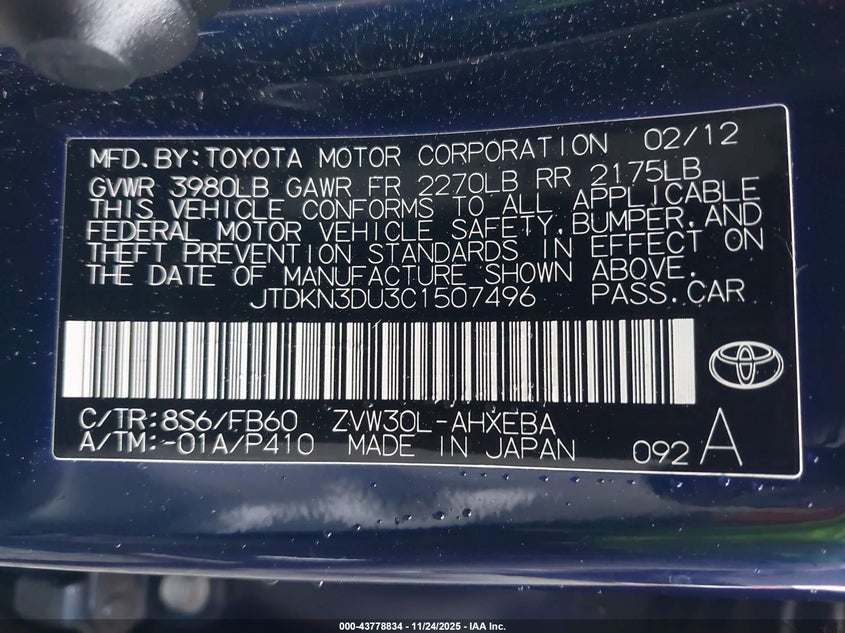 MFD.BY:TOYOTA MOTOR CORPORATION 02/12
GVWR 3980LB GAWR FR 2270LB RR 2175LB
THIS VEHICLE CONFORMS TO ALL APPLICABLE
FEDERAL MOTOR VEHICLE SAFETY,BUMPER,AND
THEFT PREVENTION STANDARDS IN EFFECT ON
THE DATE OF MANUFACTURE SHOWN ABOVE.
JTDKN3DU3C1507496 PASS.CAR
C/TR:8S6/FB60 ZVW30L-AHXEBA
A/TM:-01A/P410 MADE IN JAPAN 092 A
000-43778834 - 11/24/2025 - IAA Inc.